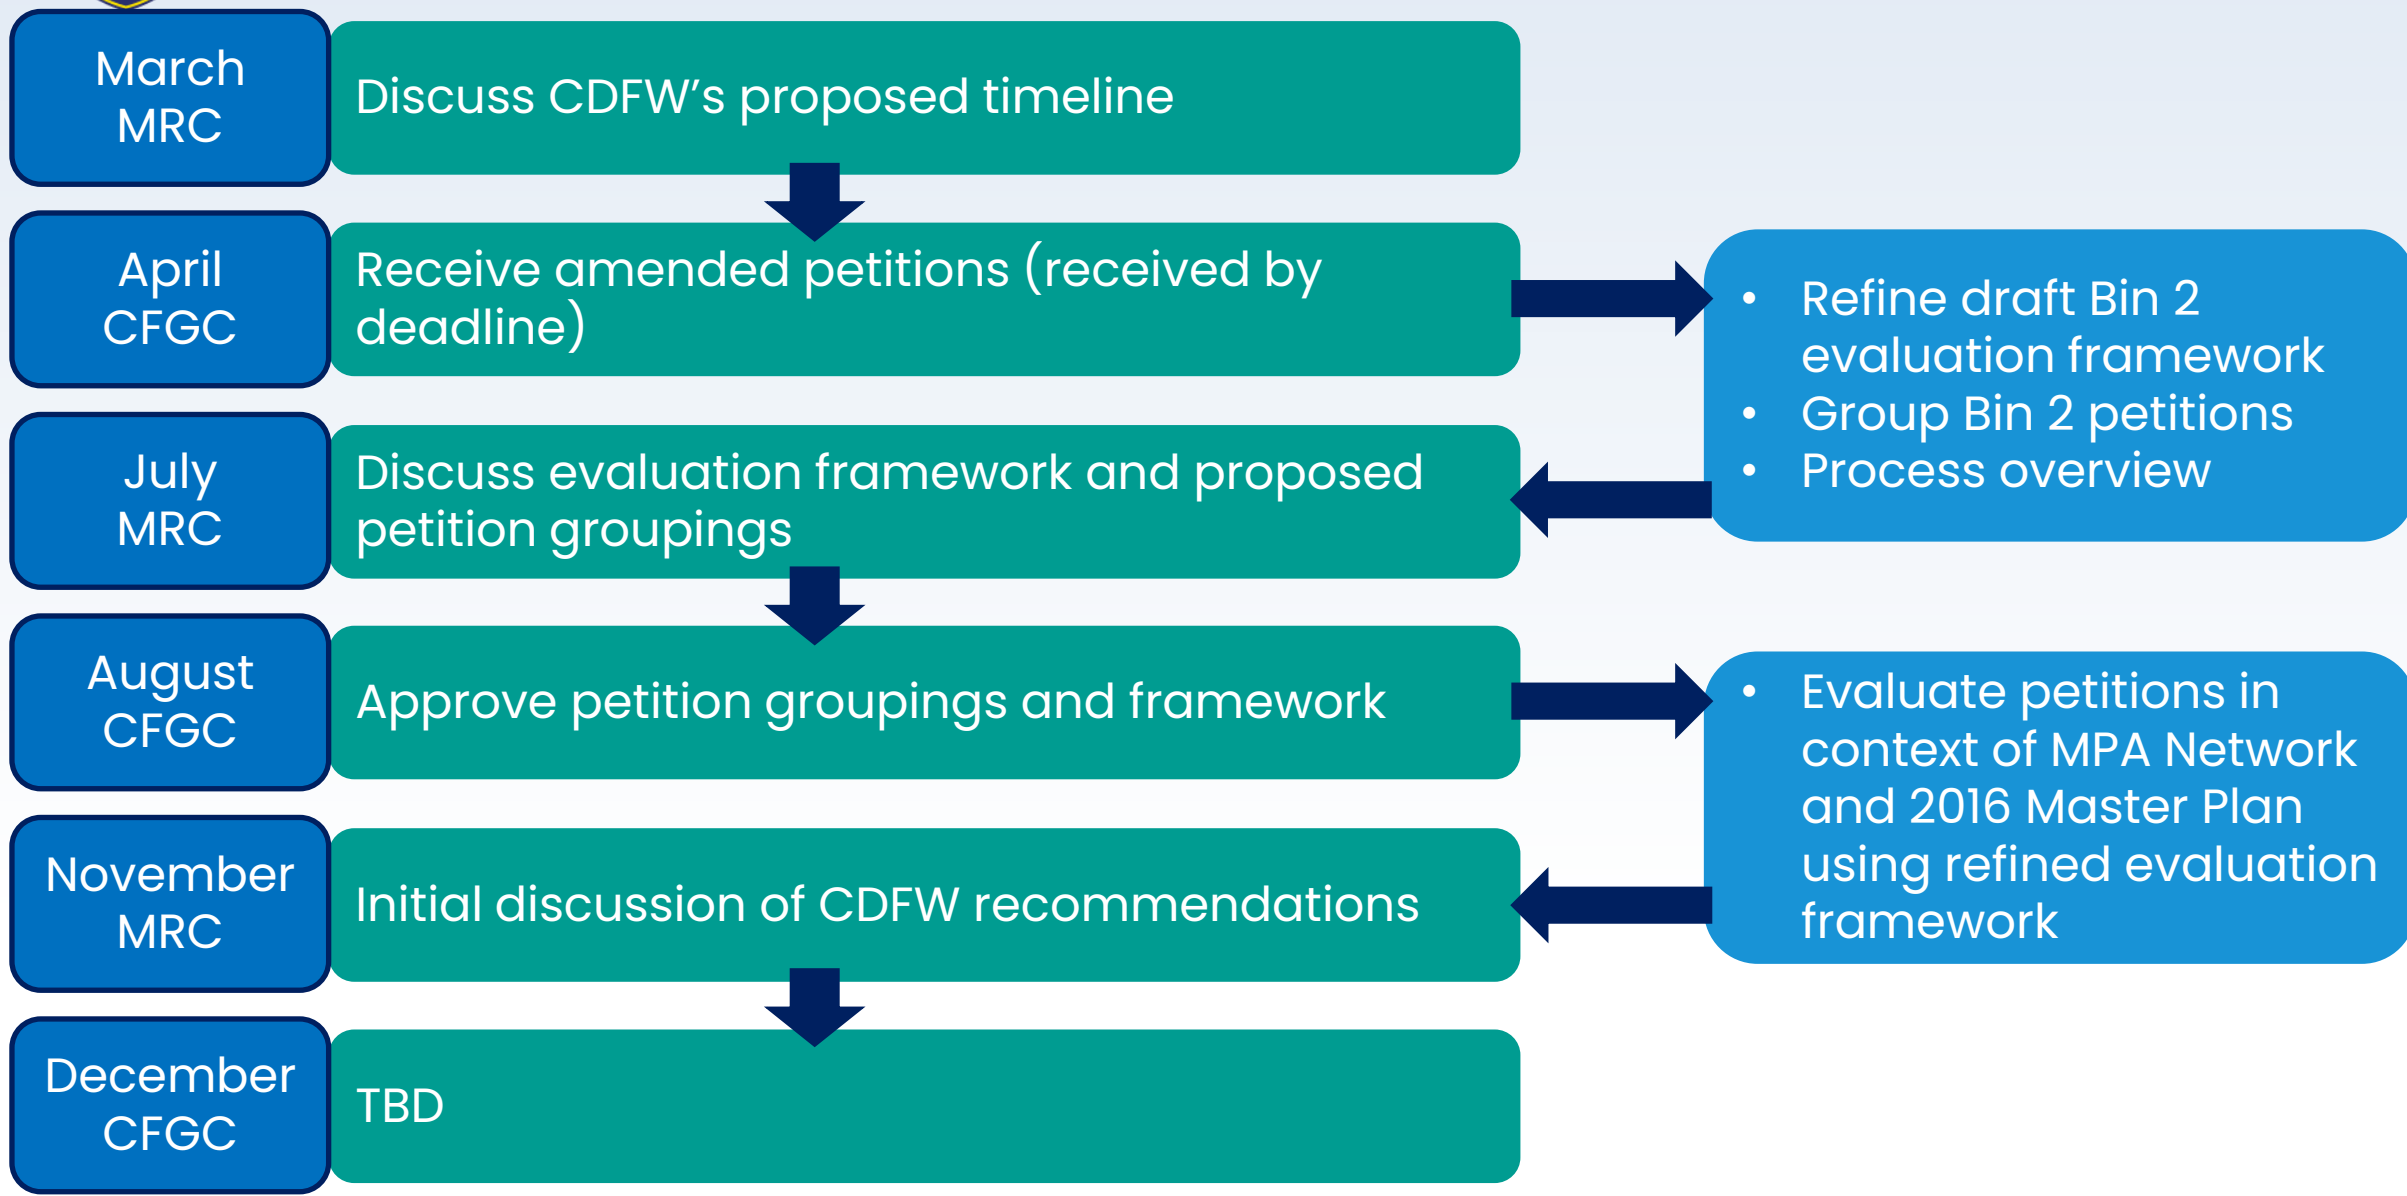 March
MRC
Discuss CDFW’s proposed timeline
April
CFGC
Receive amended petitions (received by
deadline)
• Refine draft Bin 2
evaluation framework
• Group Bin 2 petitions
• Process overview
July
MRC
Discuss evaluation framework and proposed
petition groupings
August
CFGC
Approve petition groupings and framework
• Evaluate petitions in
context of MPA Network
and 2016 Master Plan
using refined evaluation
framework
November
MRC
Initial discussion of CDFW recommendations
December
CFGC
TBD